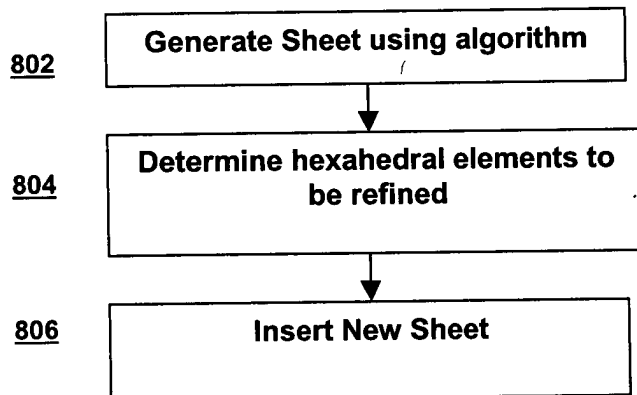 802
Generate Sheet using algorithm
804
Determine hexahedral elements to
be refined
806
Insert New Sheet